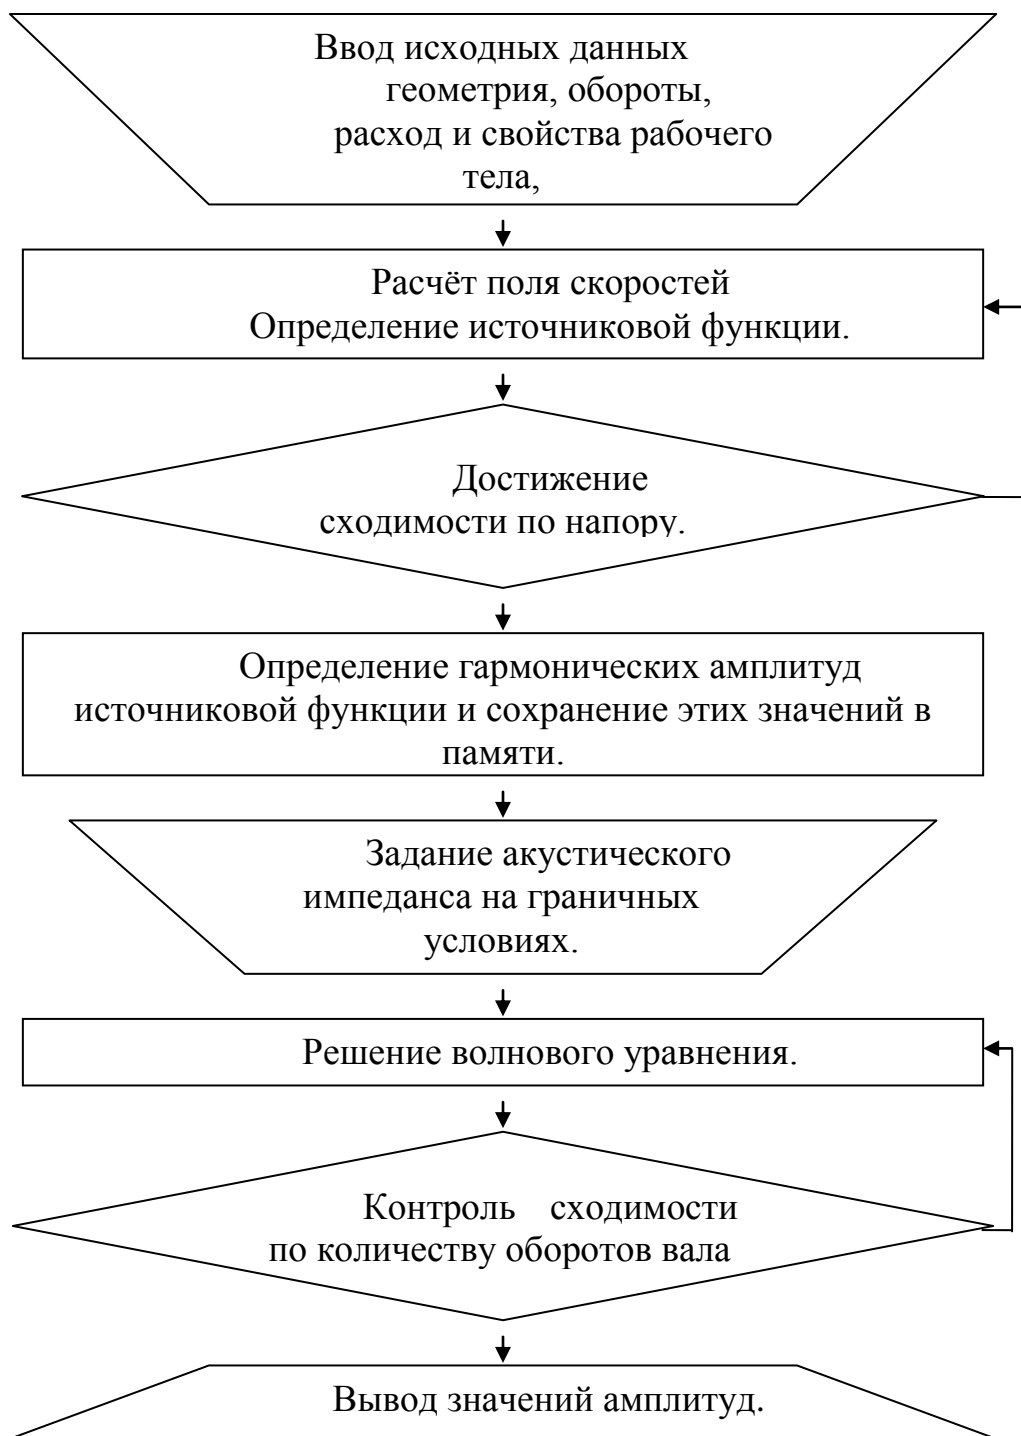 Ввод исходных данных
геометрия, обороты,
расход и свойства рабочего
тела,
Расчёт поля скоростей
Определение источниковой функции.
Достижение
сходимости по напору.
Определение гармонических амплитуд
источниковой функции и сохранение этих значений в
памяти.
Задание акустического
импеданса на граничных
условиях.
Решение волнового уравнения.
Контроль сходимости
по количеству оборотов вала
Вывод значений амплитуд.